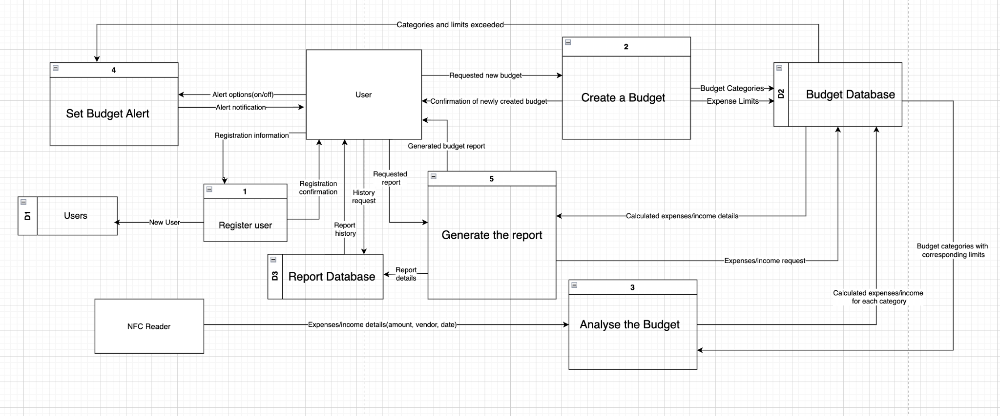 Categories and limits exceeded
4
Set Budget Alert
Alert options(on/off)
Alert notification
User
Requested new budget
Confirmation of newly created budget
2
Create a Budget
Budget Categories
Expense Limits
D2
Budget Database
Registration information
Generated budget report
1
Register user
Registration
confirmation
Report
history
History
request
Requested
report
5
Generate the report
Calculated expenses/income details
Expenses/income request
D1
Users
New User
D3
Report Database
Report
details
Budget categories with
corresponding limits
Calculated expenses/income
for each category
NFC Reader
Expenses/income details(amount, vendor, date)
3
Analyse the Budget